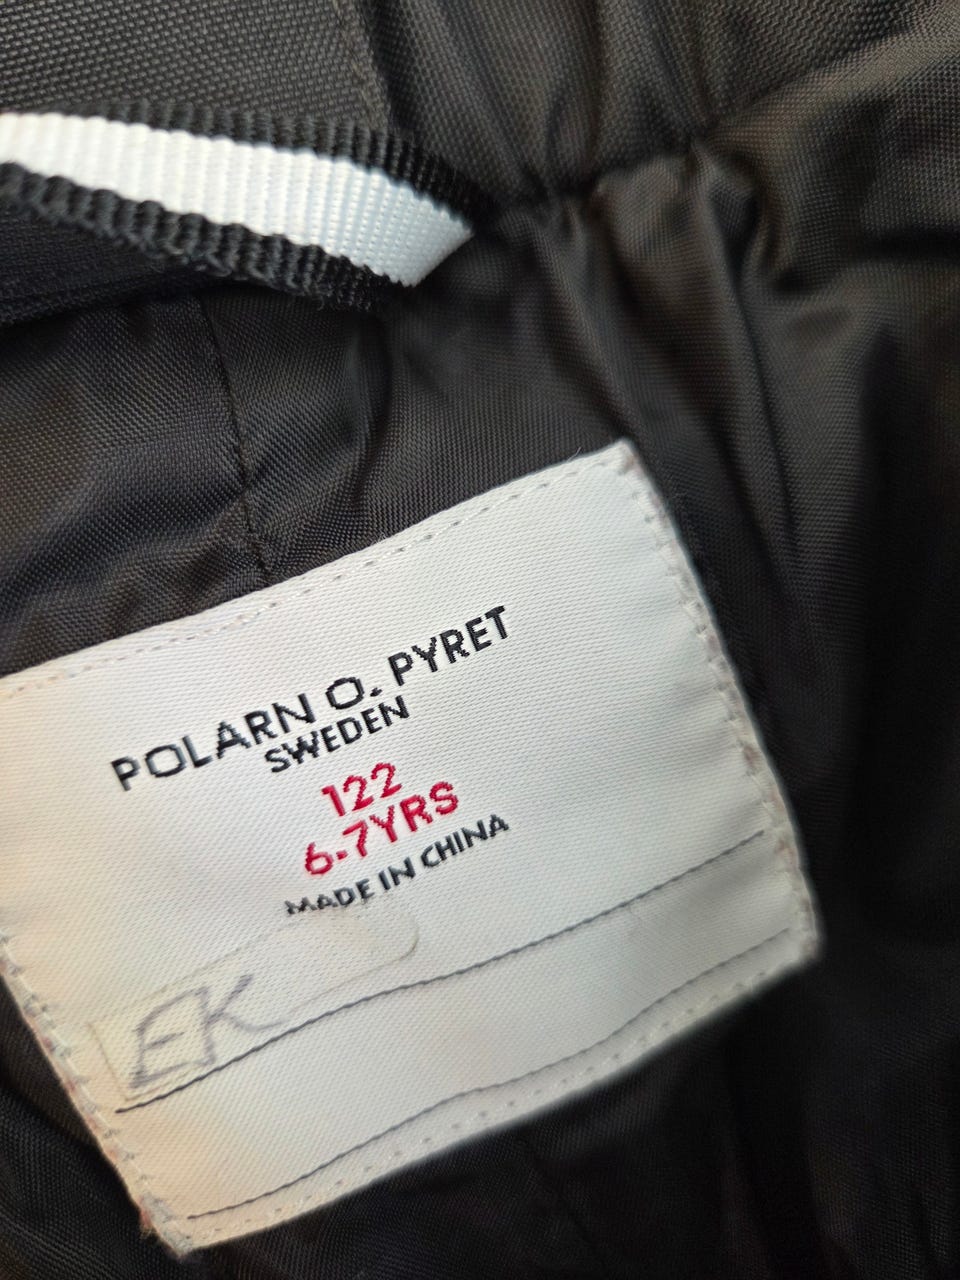 POLARN O. PYRET
SWEDEN
122
6-7YRS
MADE IN CHINA
EK